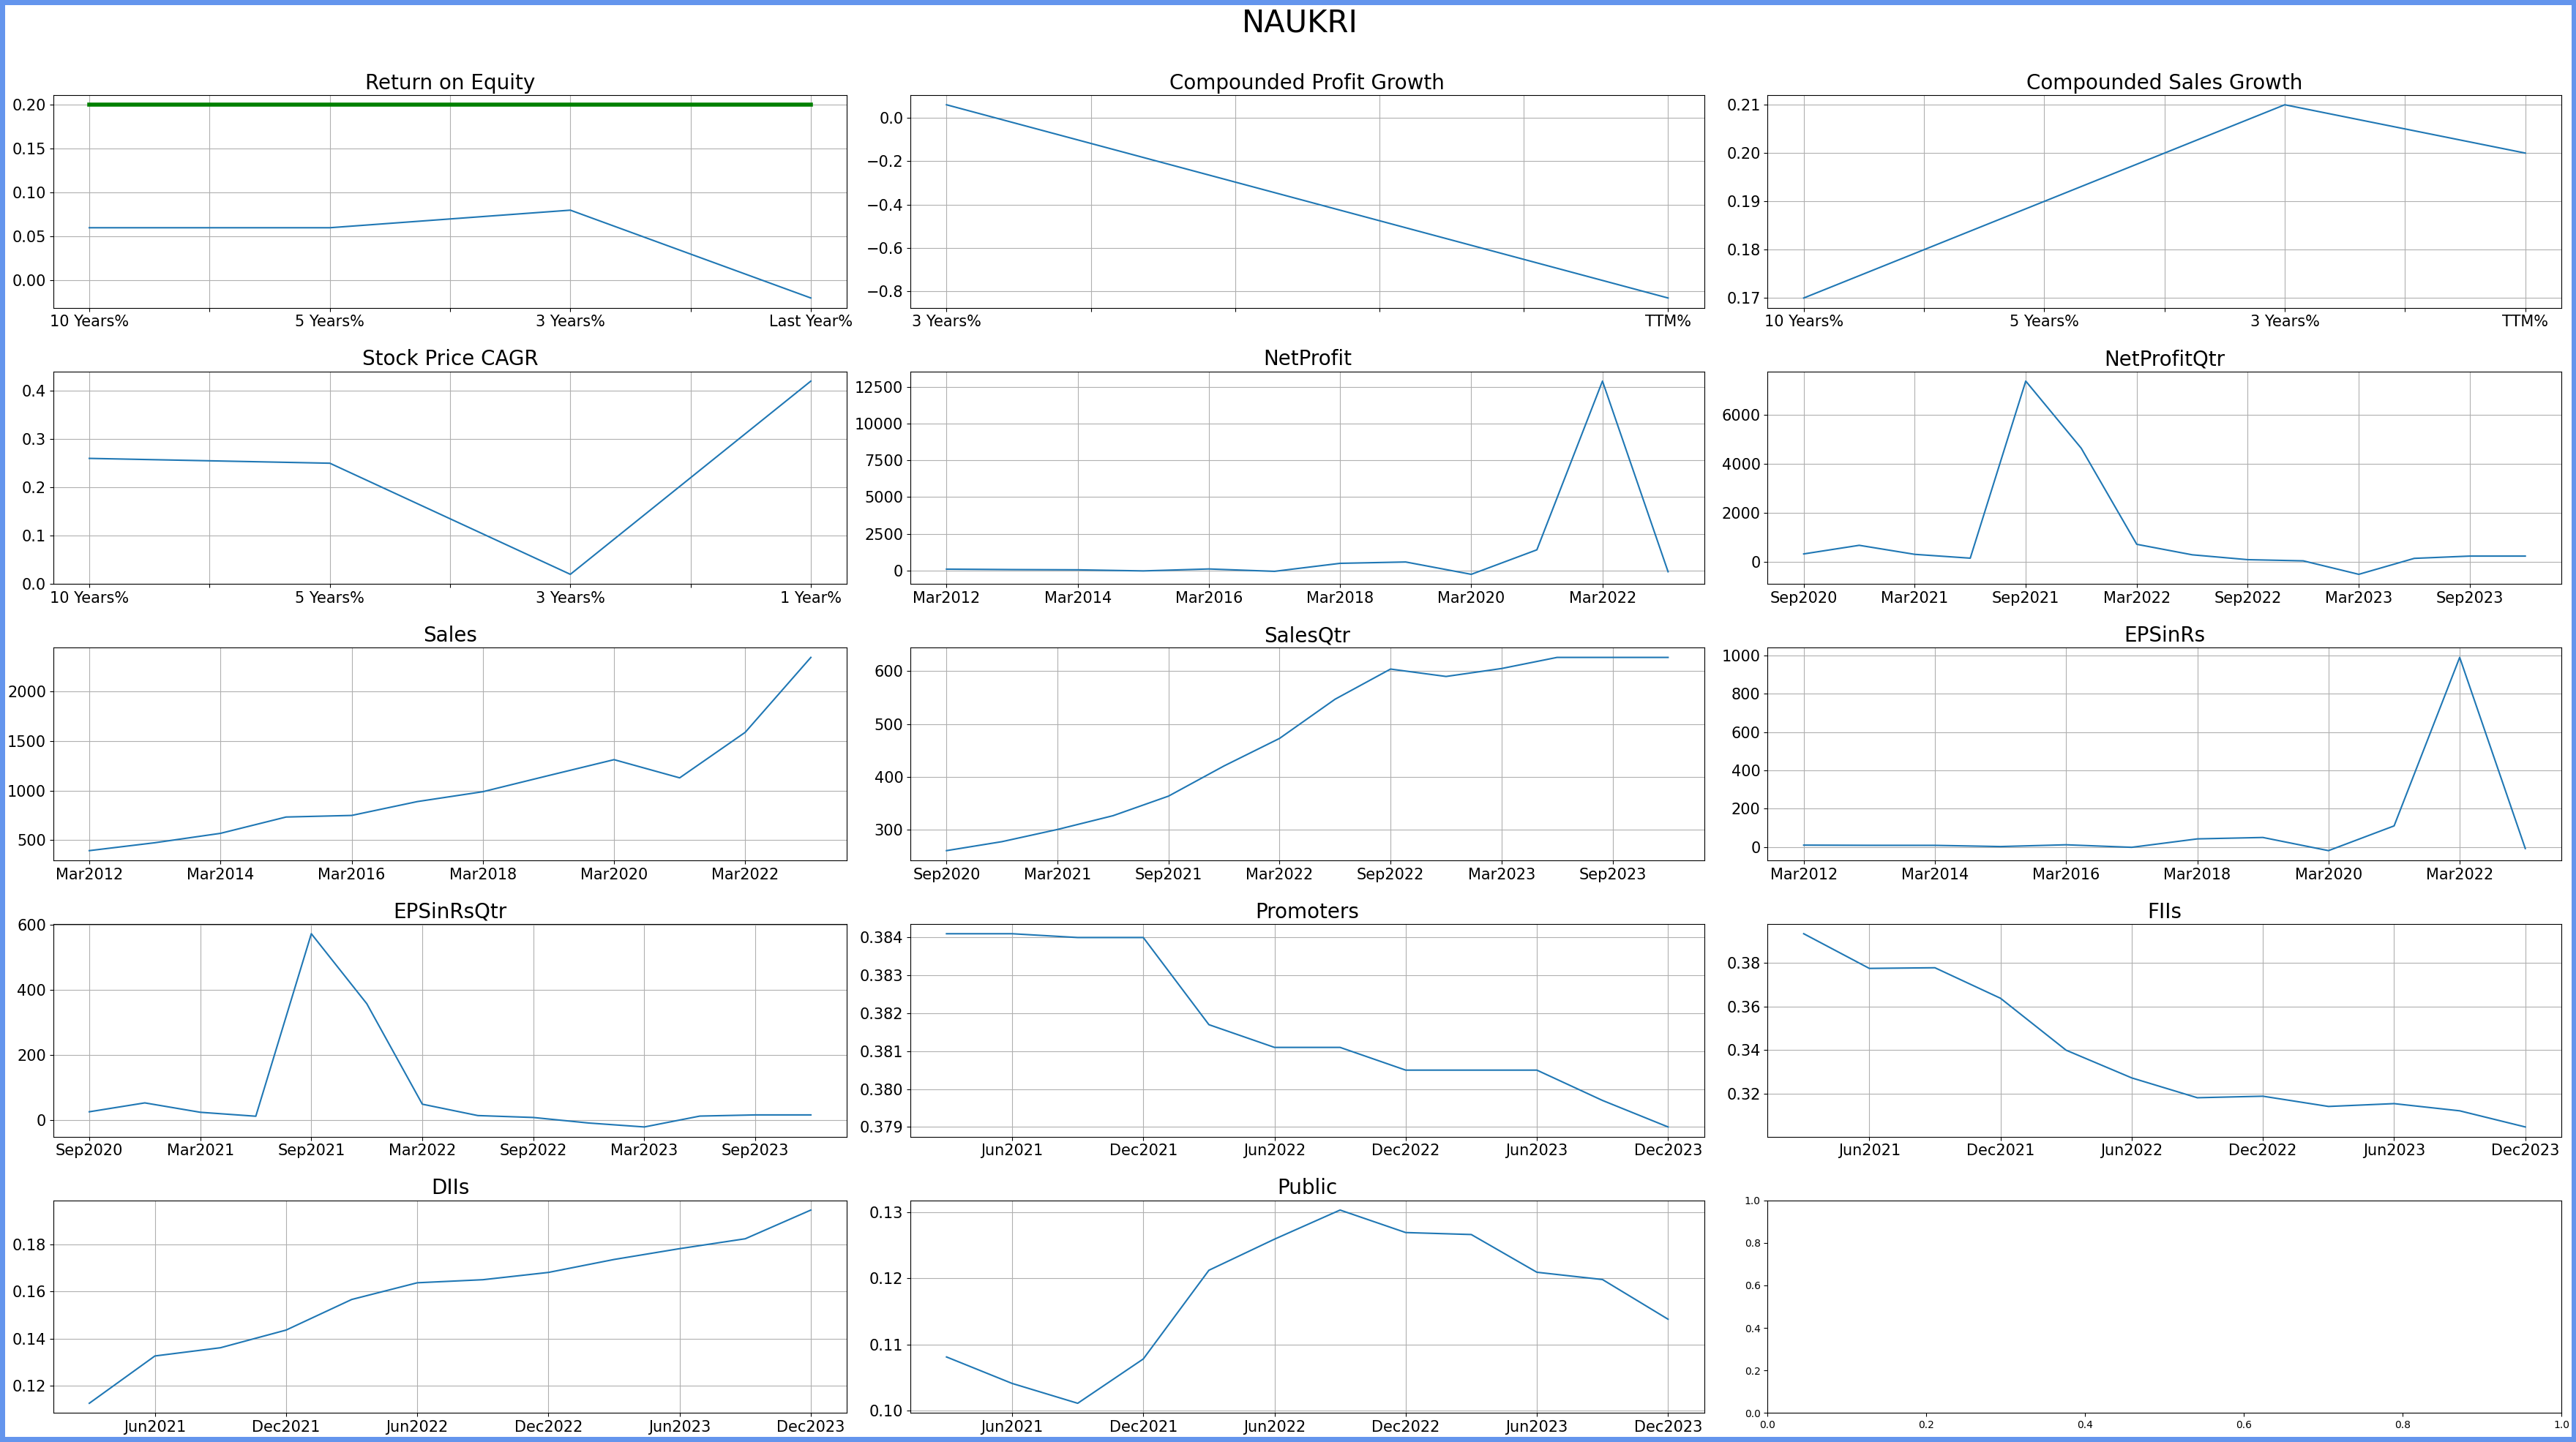 NAUKRI
Return on Equity
0.20
0.15
0.10
0.05
0.00
10 Years% 5 Years% 3 Years% Last Year%
Compounded Profit Growth
0.0
−0.2
−0.4
−0.6
−0.8
3 Years% TTM%
Compounded Sales Growth
0.21
0.20
0.19
0.18
0.17
10 Years% 5 Years% 3 Years% TTM%
Stock Price CAGR
0.4
0.3
0.2
0.1
0.0
10 Years% 5 Years% 3 Years% 1 Year%
NetProfit
12500
10000
7500
5000
2500
0
Mar2012 Mar2014 Mar2016 Mar2018 Mar2020 Mar2022
NetProfitQtr
6000
4000
2000
0
Sep2020 Mar2021 Sep2021 Mar2022 Sep2022 Mar2023 Sep2023
Sales
2000
1500
1000
500
Mar2012 Mar2014 Mar2016 Mar2018 Mar2020 Mar2022
SalesQtr
600
500
400
300
Sep2020 Mar2021 Sep2021 Mar2022 Sep2022 Mar2023 Sep2023
EPSinRs
1000
800
600
400
200
0
Mar2012 Mar2014 Mar2016 Mar2018 Mar2020 Mar2022
EPSinRsQtr
600
400
200
0
Sep2020 Mar2021 Sep2021 Mar2022 Sep2022 Mar2023 Sep2023
Promoters
0.384
0.383
0.382
0.381
0.380
0.379
Jun2021 Dec2021 Jun2022 Dec2022 Jun2023 Dec2023
FIIs
0.38
0.36
0.34
0.32
Jun2021 Dec2021 Jun2022 Dec2022 Jun2023 Dec2023
DIIs
0.18
0.16
0.14
0.12
Jun2021 Dec2021 Jun2022 Dec2022 Jun2023 Dec2023
Public
0.13
0.12
0.11
0.10
Jun2021 Dec2021 Jun2022 Dec2022 Jun2023 Dec2023
1.0
0.8
0.6
0.4
0.2
0.0
0.0 0.2 0.4 0.6 0.8 1.0